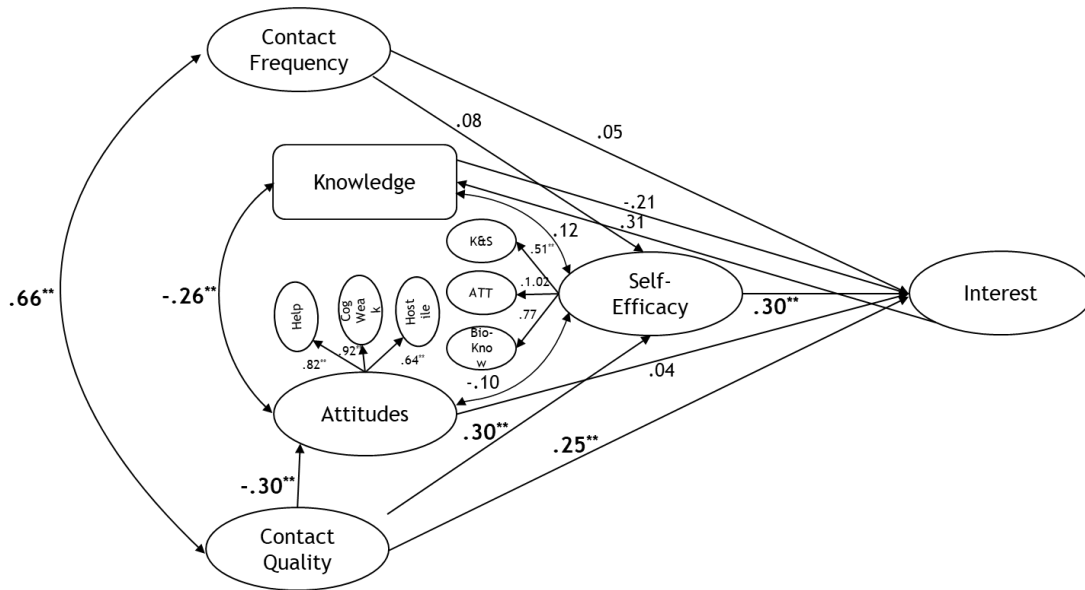 Contact
Frequency
.08
.05
Knowledge
-.21
.31
.12
K&S
.51**
.66**
-.26**
Help
Cog
Wea
k
Host
ile
ATT
.1.02
Self-
Efficacy
.30**
Interest
.77
Bio-
Kno
w
.82**
.92**
.64**
-.10
.04
Attitudes
.30**
.25**
-.30**
Contact
Quality